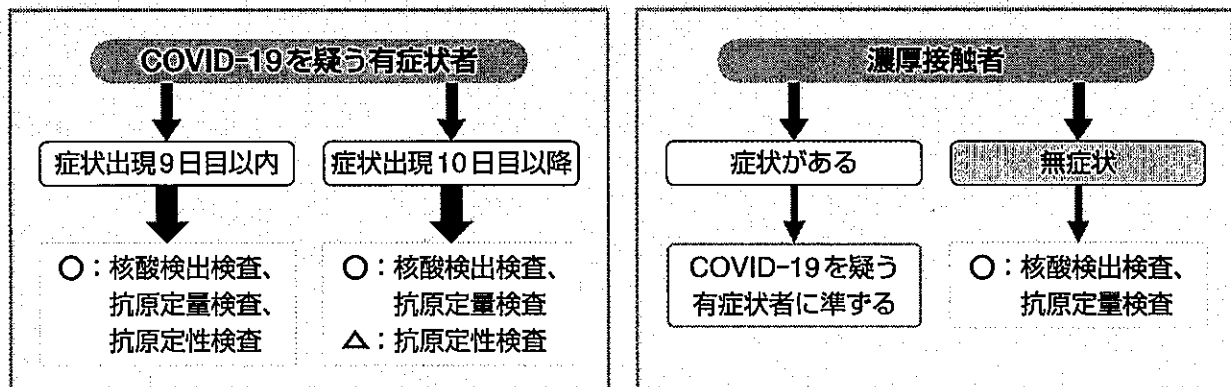 COVID-19を疑う有症状者
症状出現9日目以内
症状出現10日目以降
○：核酸検出検査、
抗原定量検査、
抗原定性検査
○：核酸検出検査、
抗原定量検査
△：抗原定性検査
濃厚接触者
症状がある
無症状
COVID-19を疑う
有症状者に準ずる
○：核酸検出検査、
抗原定量検査